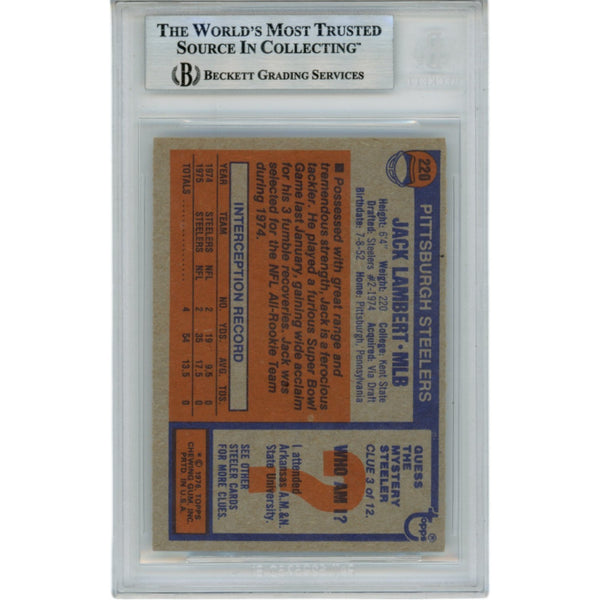 THE WORLD'S MOST TRUSTED
SOURCE IN COLLECTING™
B BECKETT GRADING SERVICES
220
PITTSBURGH STEELERS
JACK LAMBERT • MLB
Height: 6'4" Weight: 220 College: Kent State
Drafted: Steelers #2-1974 Acquired: Via Draft
Birthdate: 7-8-52 Home: Pittsburgh, Pennsylvania
■ Possessed with great range and
tremendous strength, Jack is a ferocious
tackler. He played a furious Super Bowl
Game last January, gaining wide acclaim
for his 3 fumble recoveries. Jack was
selected for the NFL All-Rookie Team
during 1974.
INTERCEPTION RECORD
YEAR TEAM NO. YDS. AVG. TDS.
1974 STEELERS NFL 2 19 9.5 0
1975 STEELERS NFL 2 35 17.5 0
TOTALS 4 54 13.5 0
topps ®
GUESS
THE
MYSTERY
STEELER
CLUE 3 of 12.
?
WHO AM I?
I attended
Arkansas A.M.&N.
State University.
SEE OTHER
STEELER CARDS
FOR MORE CLUES.
* © 1976 TOPPS
CHEWING GUM, INC.
PRTD. IN U.S.A.